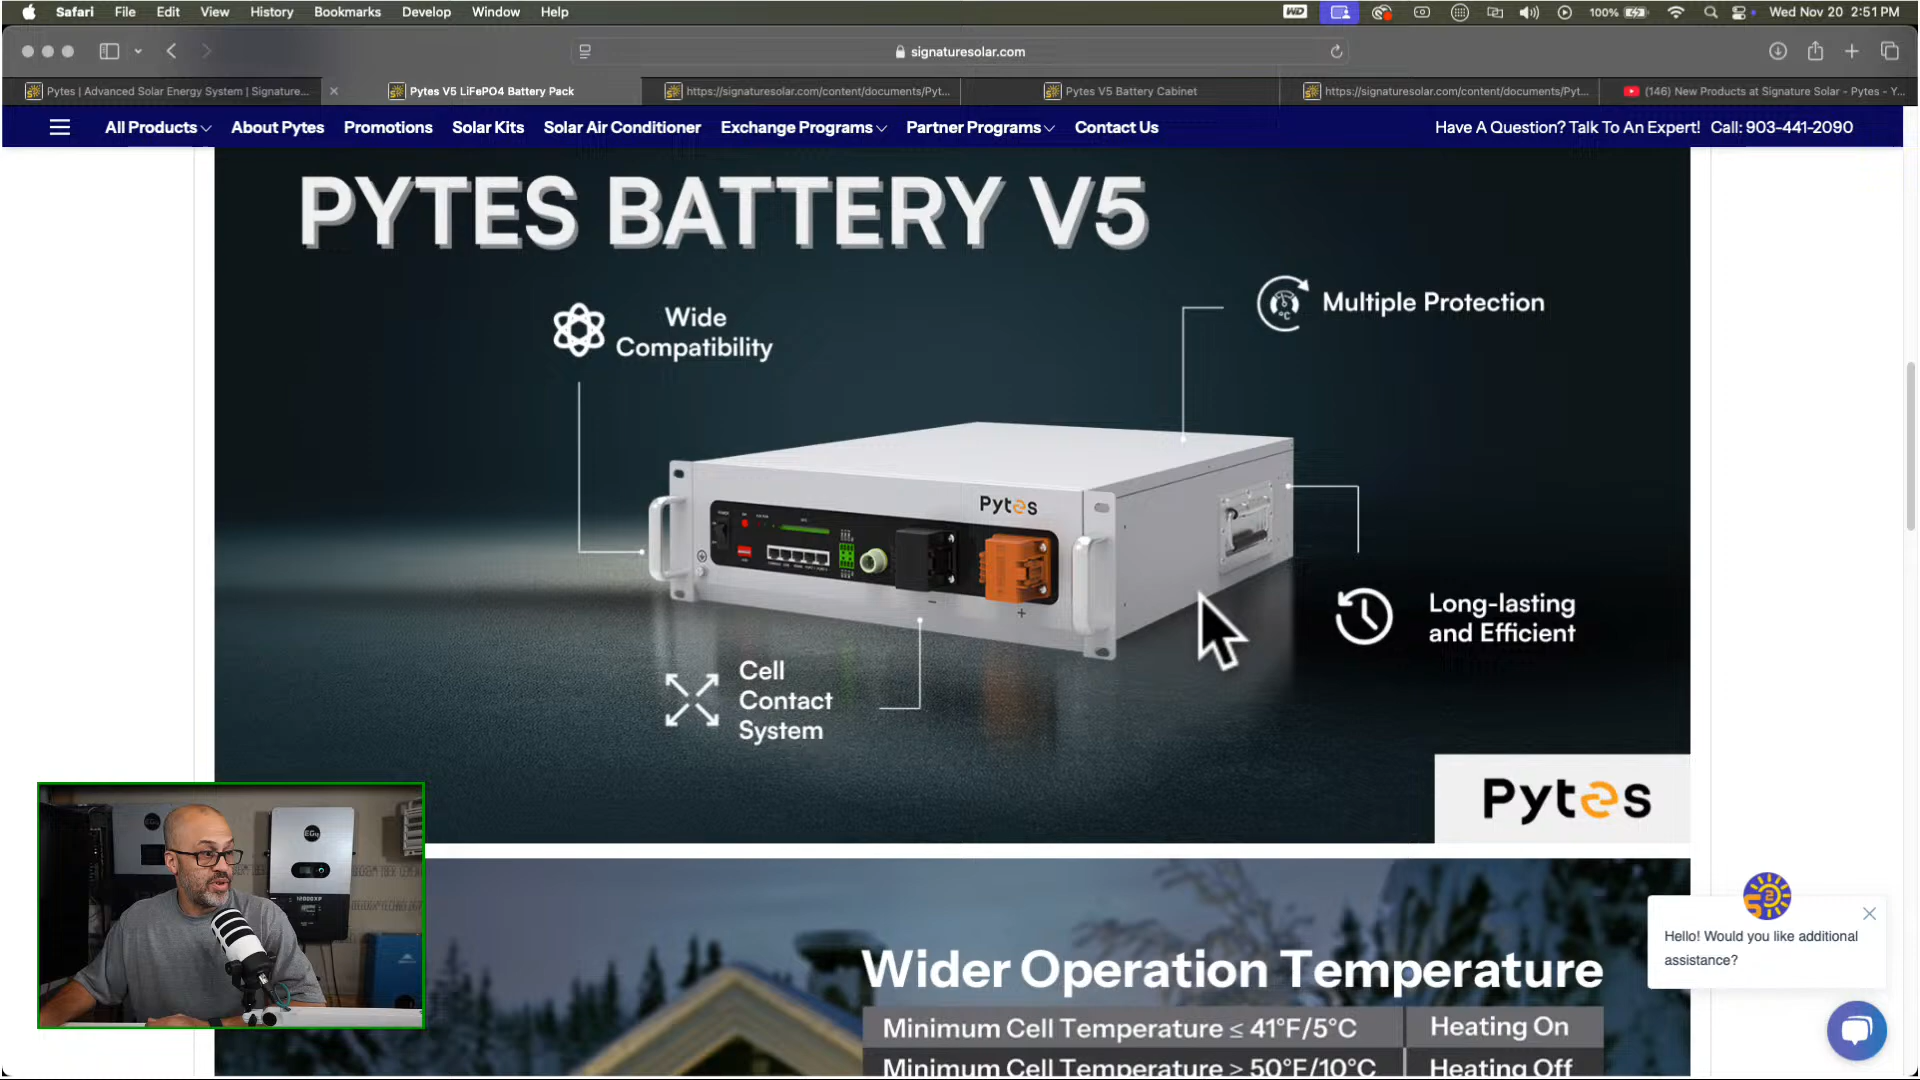 Safari File Edit View History Bookmarks Develop Window Help
WD 100% Wed Nov 20 2:51 PM
signaturesolar.com
Pytes | Advanced Solar Energy System | Signature...
Pytes V5 LiFePO4 Battery Pack
https://signaturesolar.com/content/documents/Pyt...
Pytes V5 Battery Cabinet
https://signaturesolar.com/content/documents/Pyt...
(146) New Products at Signature Solar - Pytes - Y...
All Products About Pytes Promotions Solar Kits Solar Air Conditioner Exchange Programs Partner Programs Contact Us
Have A Question? Talk To An Expert! Call: 903-441-2090
PYTES BATTERY V5
Wide
Compatibility
°C
Multiple Protection
Pytes
- +
Long-lasting
and Efficient
Cell
Contact
System
Pytes
EG4
Wider Operation Temperature
Minimum Cell Temperature ≤ 41°F/5°C Heating On
Minimum Cell Temperature > 50°F/10°C Heating Off
Hello! Would you like additional
assistance?